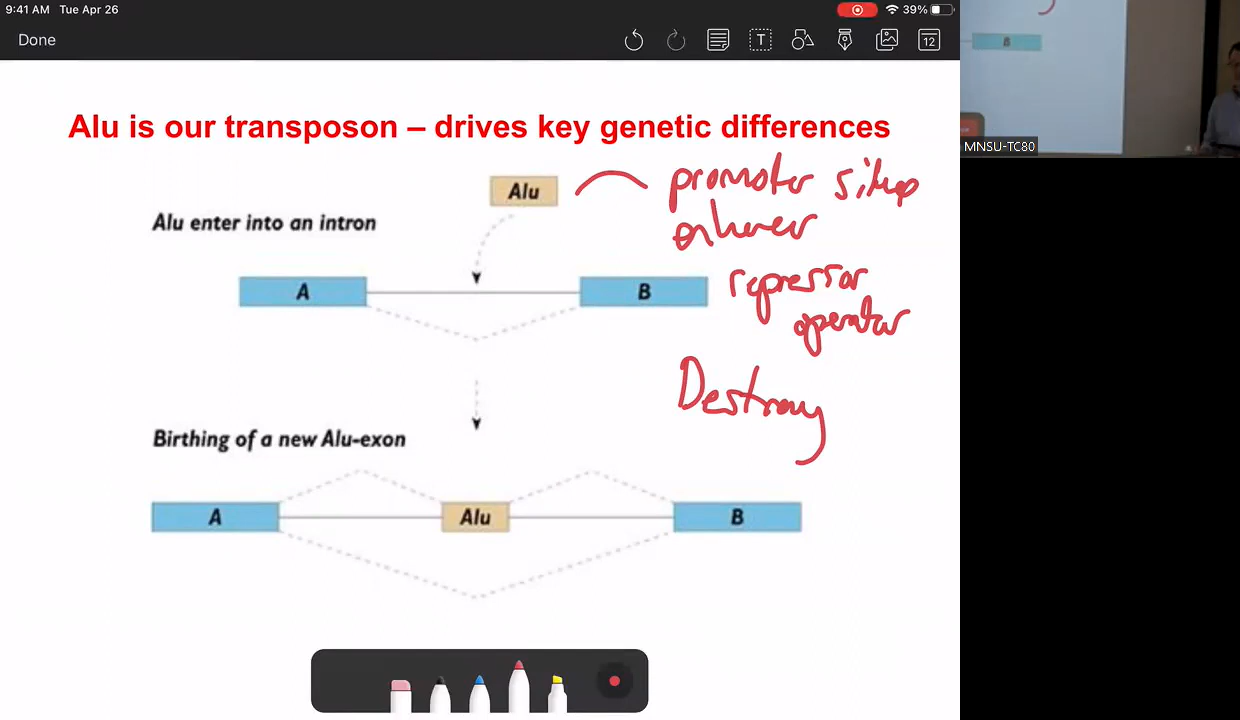 9:41 AM Tue Apr 26
39%
Done
T
12
B
MNSU-TC80
Alu is our transposon – drives key genetic differences
Alu
promoter
enhancer
Alu enter into an intron
A
B
repressor
operator
Destroy
Birthing of a new Alu-exon
A
Alu
B